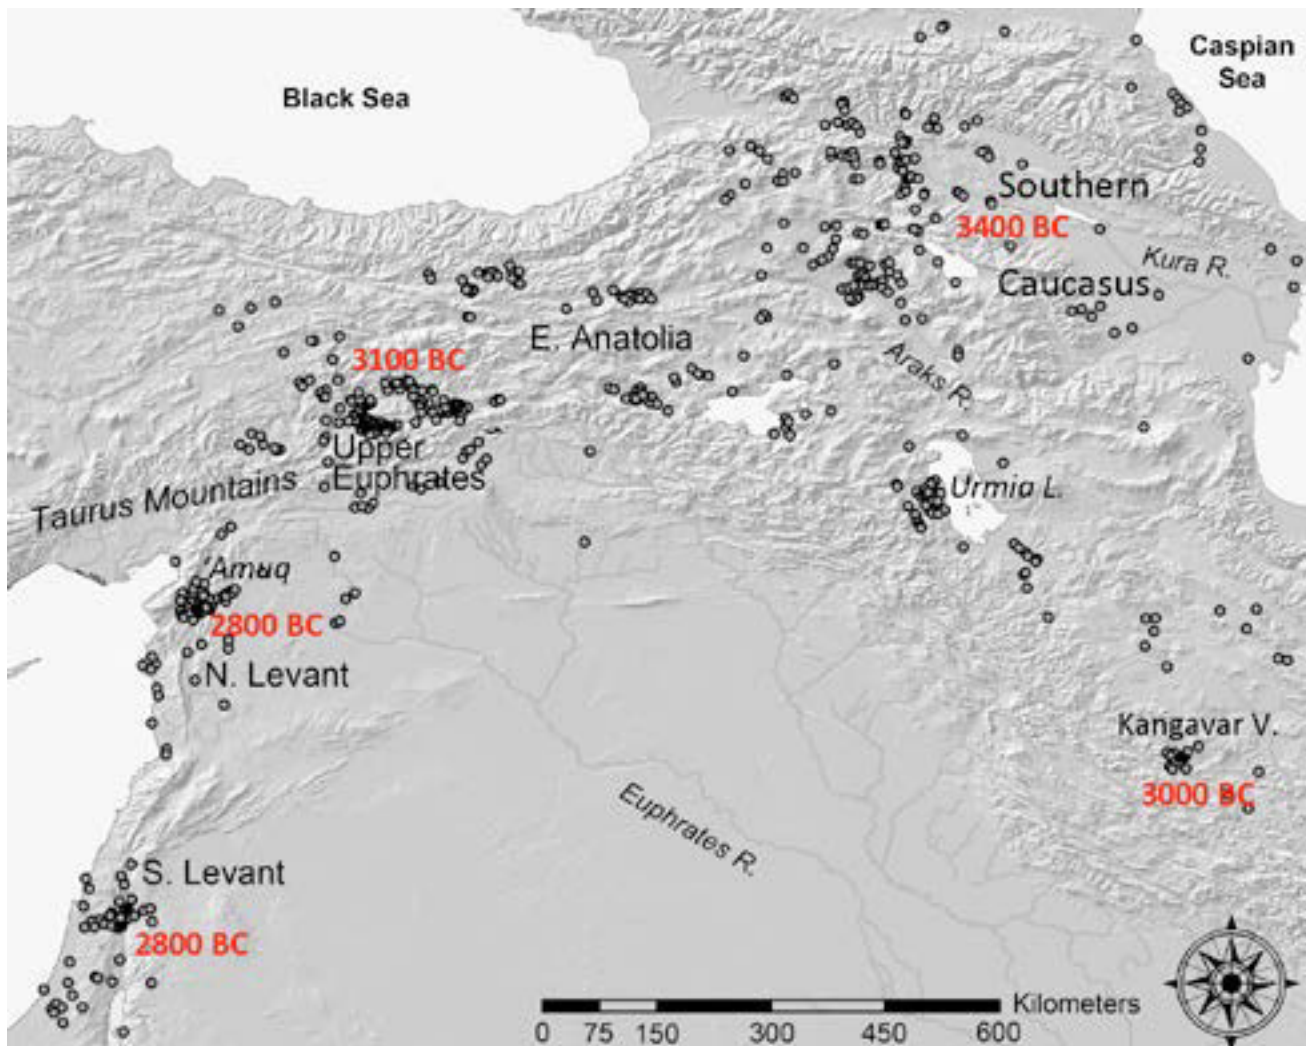 Black Sea
Caspian
Sea
Southern
3400 BC
Kura R.
Caucasus
E. Anatolia
Araks R.
3100 BC
Upper
Euphrates
Taurus Mountains
Urmia L.
Amuq
2800 BC
N. Levant
Kangavar V.
3000 BC
Euphrates R.
S. Levant
2800 BC
Kilometers
0 75 150 300 450 600